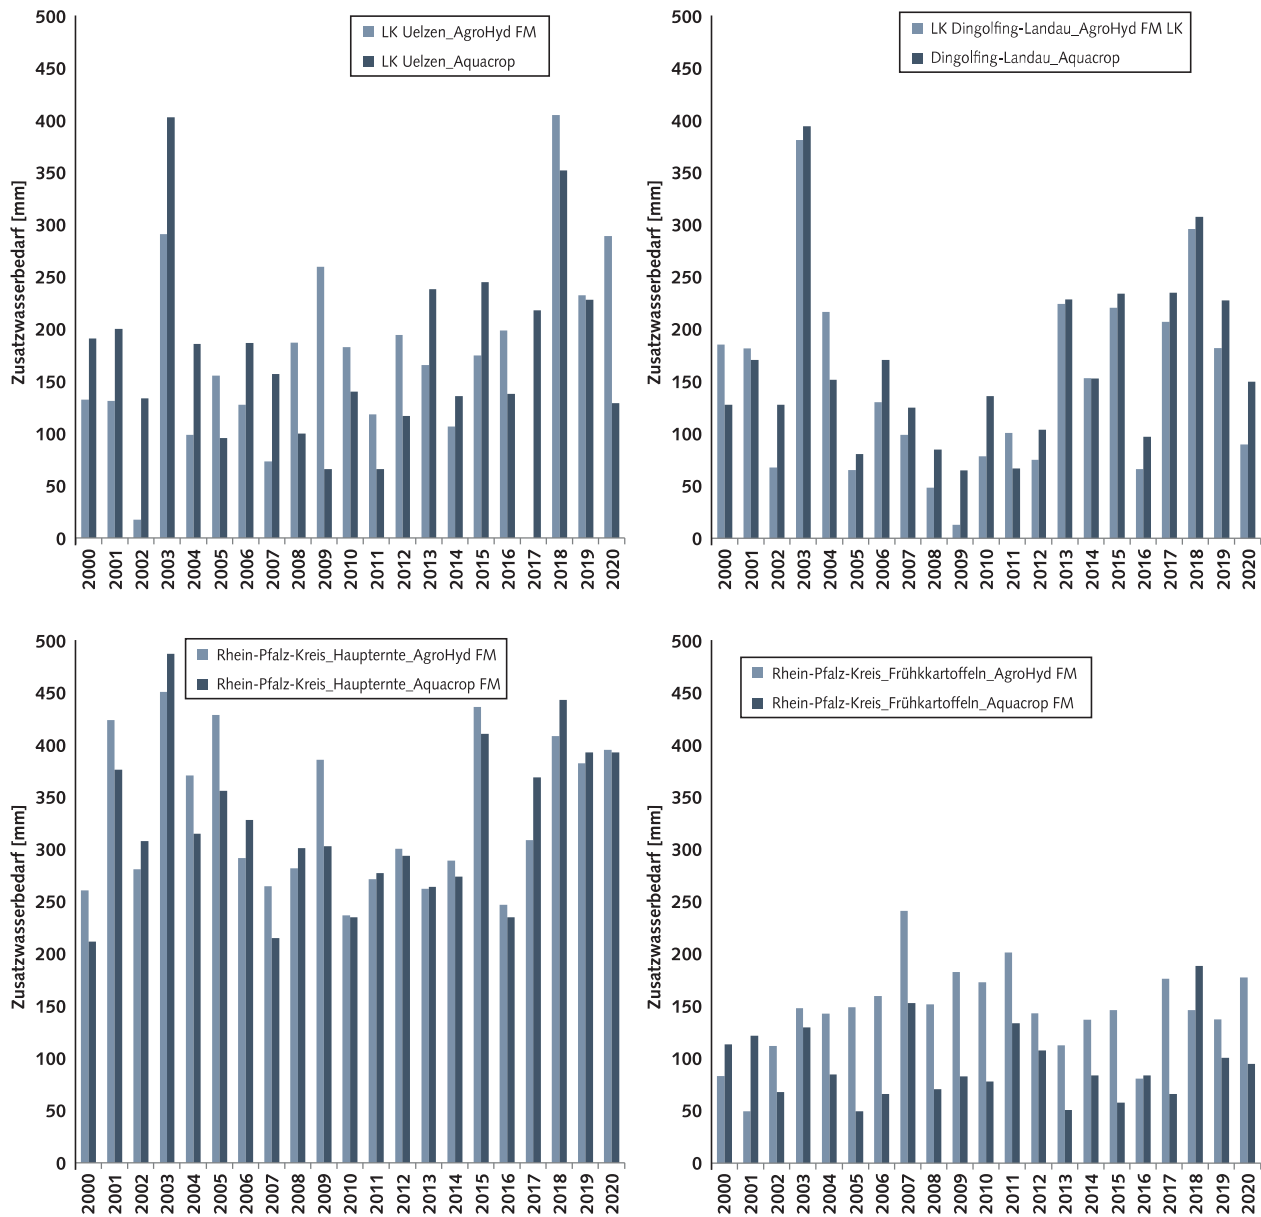 LK Uelzen_AgroHyd FM
LK Uelzen_Aquacrop
Zusatzwasserbedarf [mm]
500
450
400
350
300
250
200
150
100
50
0
2000 2001 2002 2003 2004 2005 2006 2007 2008 2009 2010 2011 2012 2013 2014 2015 2016 2017 2018 2019 2020
LK Dingolfing-Landau_AgroHyd FM LK
Dingolfing-Landau_Aquacrop
Zusatzwasserbedarf [mm]
500
450
400
350
300
250
200
150
100
50
0
2000 2001 2002 2003 2004 2005 2006 2007 2008 2009 2010 2011 2012 2013 2014 2015 2016 2017 2018 2019 2020
Rhein-Pfalz-Kreis_Haupternte_AgroHyd FM
Rhein-Pfalz-Kreis_Haupternte_Aquacrop FM
Zusatzwasserbedarf [mm]
500
450
400
350
300
250
200
150
100
50
0
2000 2001 2002 2003 2004 2005 2006 2007 2008 2009 2010 2011 2012 2013 2014 2015 2016 2017 2018 2019 2020
Rhein-Pfalz-Kreis_Frühkkartoffeln_AgroHyd FM
Rhein-Pfalz-Kreis_Frühkartoffeln_Aquacrop FM
Zusatzwasserbedarf [mm]
500
450
400
350
300
250
200
150
100
50
0
2000 2001 2002 2003 2004 2005 2006 2007 2008 2009 2010 2011 2012 2013 2014 2015 2016 2017 2018 2019 2020